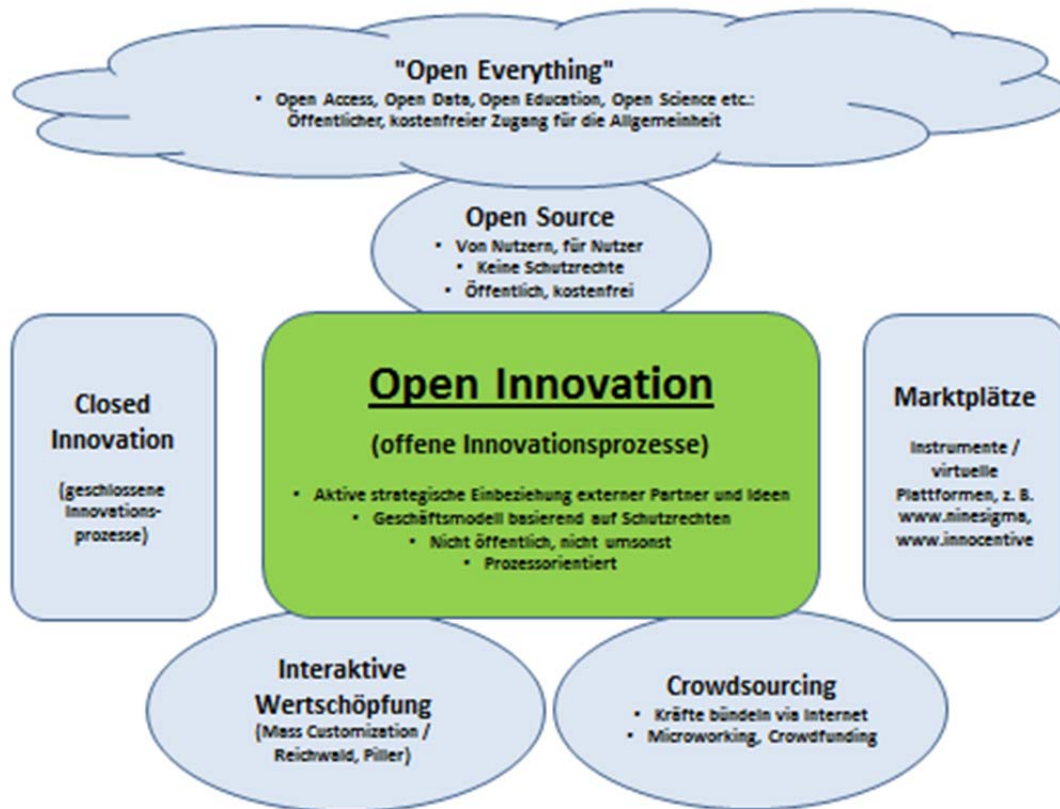 "Open Everything"
• Open Access, Open Data, Open Education, Open Science etc.:
Öffentlicher, kostenfreier Zugang für die Allgemeinheit
Open Source
• Von Nutzern, für Nutzer
• Keine Schutzrechte
• Öffentlich, kostenfrei
Closed
Innovation
(geschlossene
Innovations-
prozesse)
Open Innovation
(offene Innovationsprozesse)
• Aktive strategische Einbeziehung externer Partner und Ideen
• Geschäftsmodell basierend auf Schutzrechten
• Nicht öffentlich, nicht umsonst
• Prozessorientiert
Marktplätze
Instrumente /
virtuelle
Plattformen, z. B.
www.ninesigma,
www.innocentive
Interaktive
Wertschöpfung
(Mass Customization /
Reichwald, Piller)
Crowdsourcing
• Kräfte bündeln via Internet
• Microworking, Crowdfunding